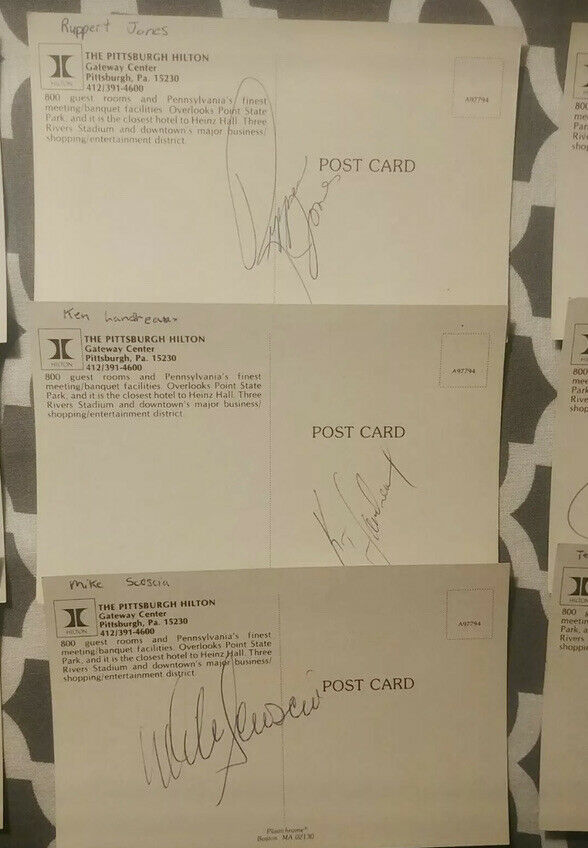 Ruppert Jones
HILTON
THE PITTSBURGH HILTON
Gateway Center
Pittsburgh, Pa. 15230
412/391-4600
800 guest rooms and Pennsylvania's finest
meeting/banquet facilities. Overlooks Point State
Park, and it is the closest hotel to Heinz Hall, Three
Rivers Stadium and downtown's major business/
shopping/entertainment district.
A97794
POST CARD
Ruppert
Jones
Ken Landreaux
HILTON
THE PITTSBURGH HILTON
Gateway Center
Pittsburgh, Pa. 15230
412/391-4600
800 guest rooms and Pennsylvania's finest
meeting/banquet facilities. Overlooks Point State
Park, and it is the closest hotel to Heinz Hall, Three
Rivers Stadium and downtown's major business/
shopping/entertainment district.
A97794
POST CARD
Mike Scoscia
HILTON
THE PITTSBURGH HILTON
Gateway Center
Pittsburgh, Pa. 15230
412/391-4600
800 guest rooms and Pennsylvania's finest
meeting/banquet facilities. Overlooks Point State
Park, and it is the closest hotel to Heinz Hall, Three
Rivers Stadium and downtown's major business/
shopping/entertainment district.
A97794
POST CARD
Mike Scioscia
Plastichrome®
Boston, MA 02130